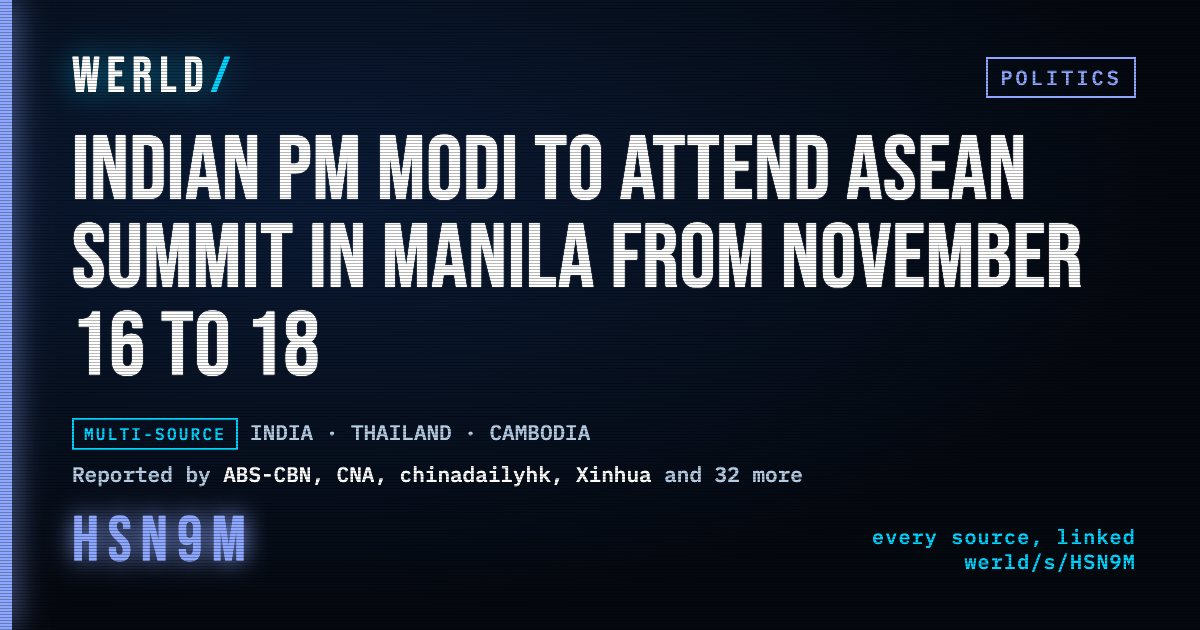 WERLD/
POLITICS
INDIAN PM MODI TO ATTEND ASEAN
SUMMIT IN MANILA FROM NOVEMBER
16 TO 18
MULTI-SOURCE INDIA · THAILAND · CAMBODIA
Reported by ABS-CBN, CNA, chinadailyhk, Xinhua and 32 more
HSN9M
every source, linked
werld/s/HSN9M